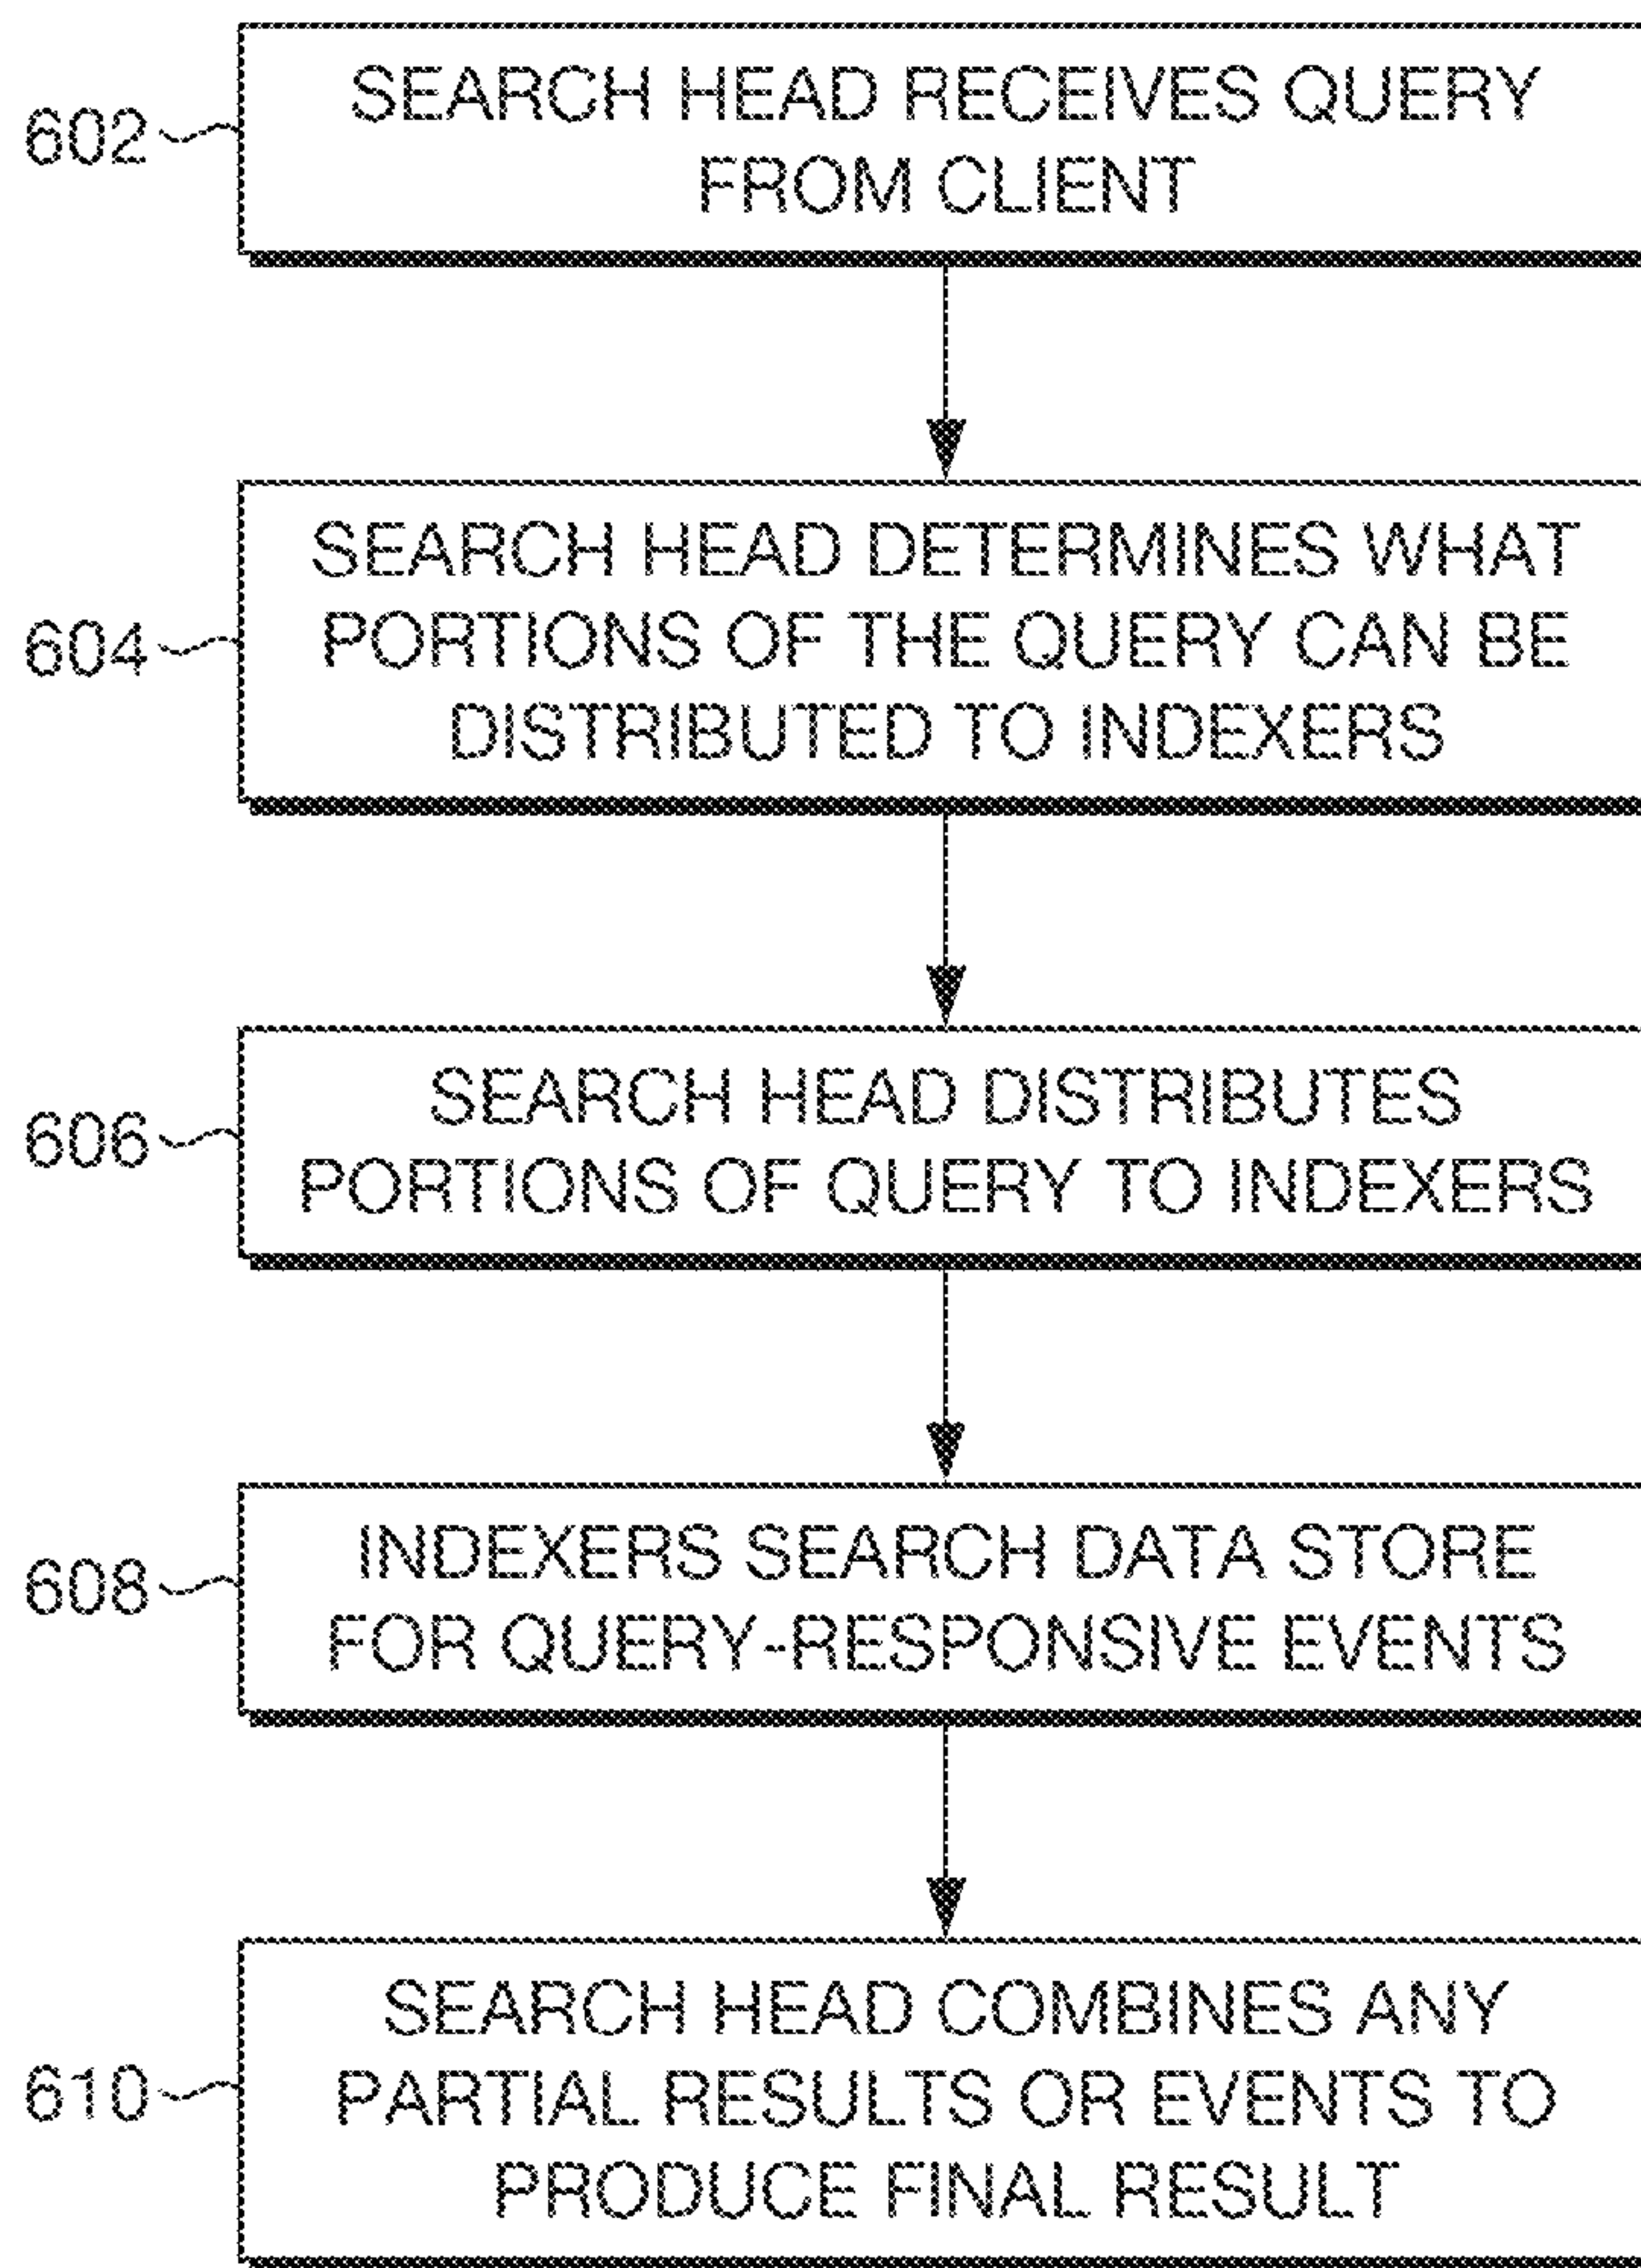 602
SEARCH HEAD RECEIVES QUERY
FROM CLIENT
604
SEARCH HEAD DETERMINES WHAT
PORTIONS OF THE QUERY CAN BE
DISTRIBUTED TO INDEXERS
606
SEARCH HEAD DISTRIBUTES
PORTIONS OF QUERY TO INDEXERS
608
INDEXERS SEARCH DATA STORE
FOR QUERY-RESPONSIVE EVENTS
610
SEARCH HEAD COMBINES ANY
PARTIAL RESULTS OR EVENTS TO
PRODUCE FINAL RESULT